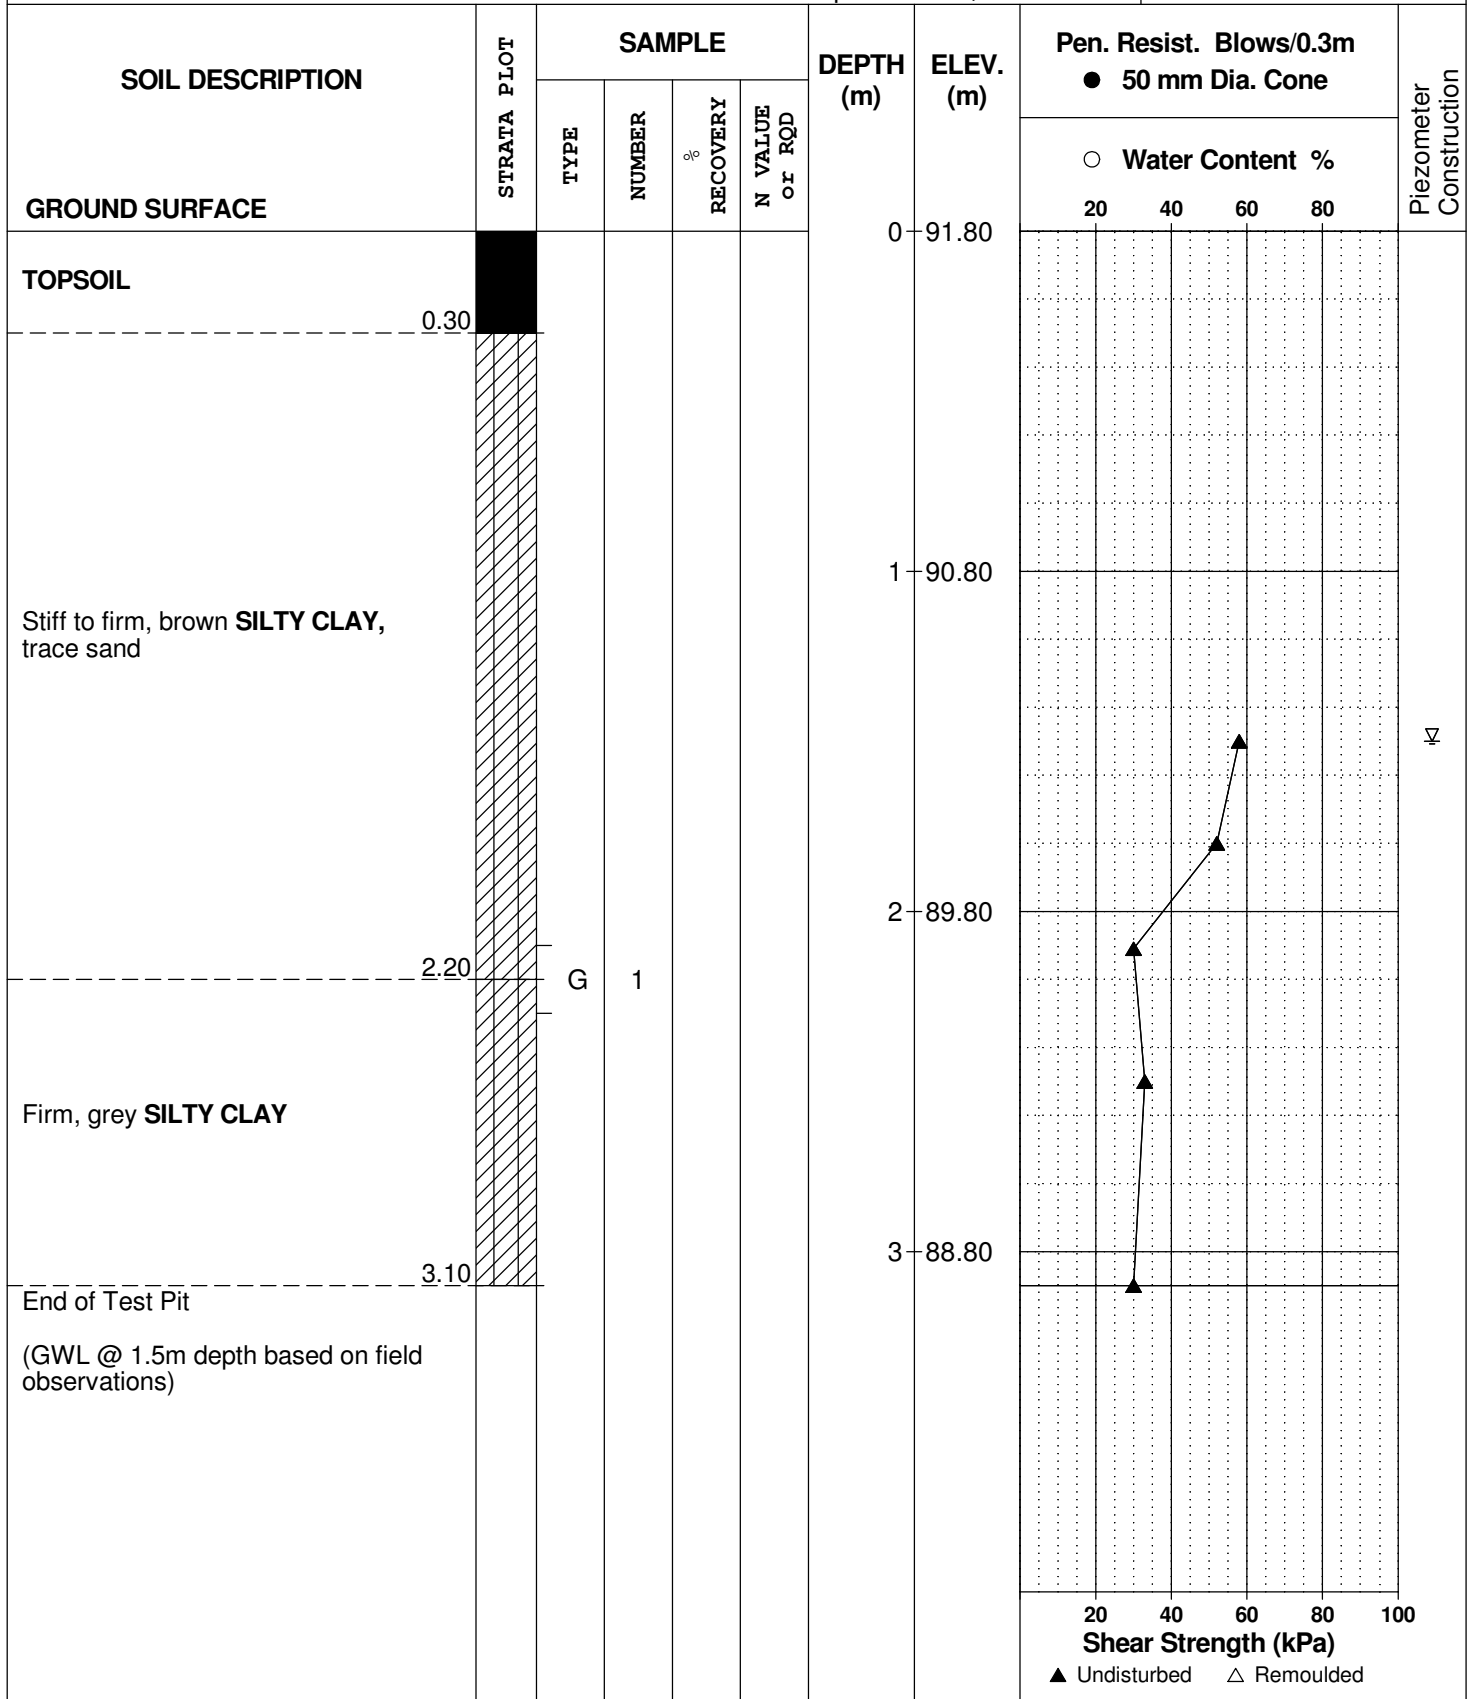 SOIL DESCRIPTION
GROUND SURFACE
STRATA PLOT
SAMPLE
TYPE
NUMBER
%
RECOVERY
N VALUE
or RQD
DEPTH
(m)
ELEV.
(m)
Pen. Resist. Blows/0.3m
● 50 mm Dia. Cone
○ Water Content %
20 40 60 80
Piezometer
Construction
0 91.80
TOPSOIL
0.30
1 90.80
Stiff to firm, brown SILTY CLAY,
trace sand
2 89.80
2.20
G 1
Firm, grey SILTY CLAY
3 88.80
3.10
End of Test Pit
(GWL @ 1.5m depth based on field
observations)
20 40 60 80 100
Shear Strength (kPa)
▲ Undisturbed △ Remoulded